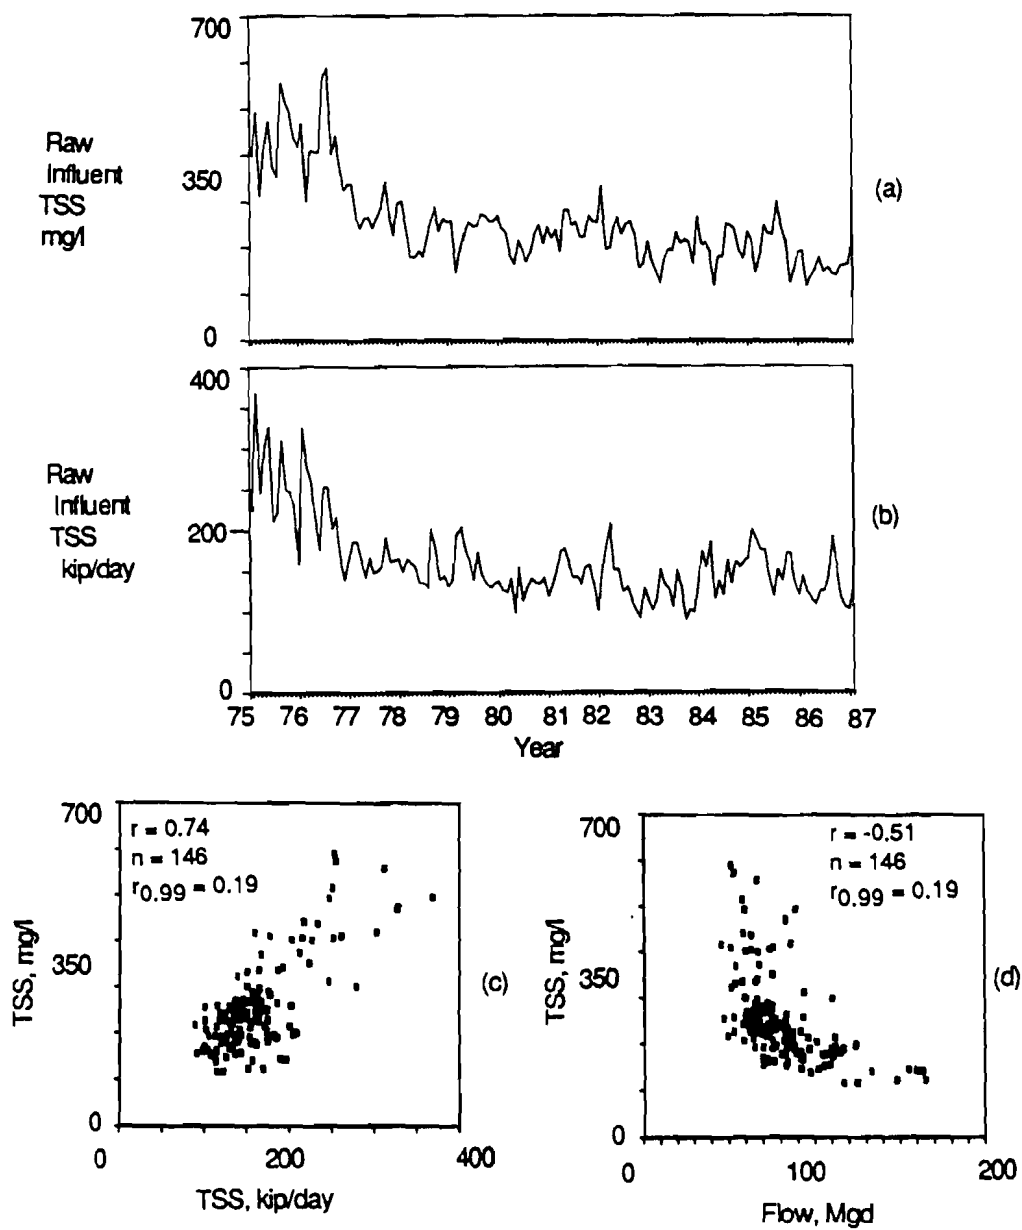 700
Raw
Influent
TSS
mg/l
350
0
(a)
400
Raw
Influent
TSS
kip/day
200
0
(b)
75 76 77 78 79 80 81 82 83 84 85 86 87
Year
700
r = 0.74
n = 146
r0.99 = 0.19
TSS, mg/l
350
0
0 200 400
TSS, kip/day
(c)
700
r = -0.51
n = 146
r0.99 = 0.19
TSS, mg/l
350
0
0 100 200
Flow, Mgd
(d)